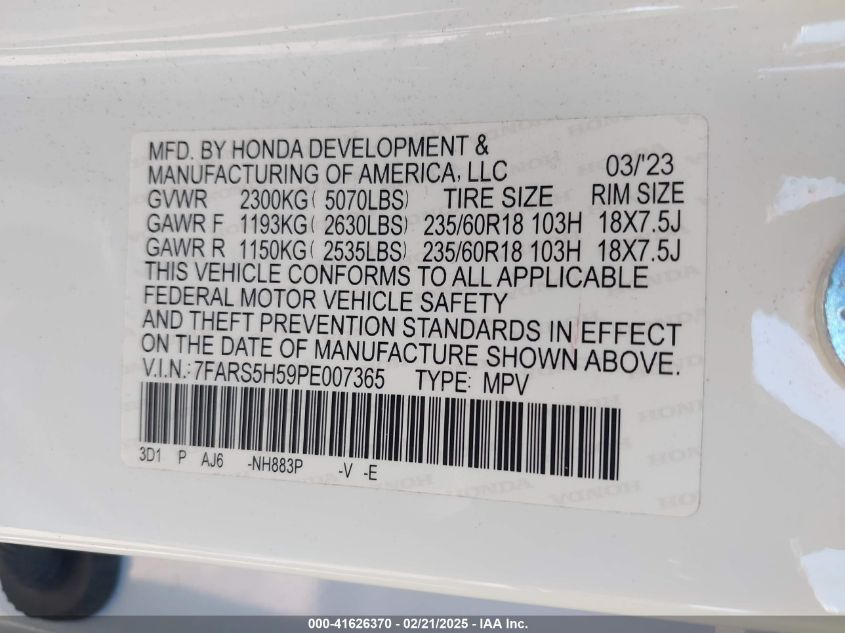 MFD. BY HONDA DEVELOPMENT &
MANUFACTURING OF AMERICA, LLC 03/'23
GVWR 2300KG( 5070LBS) TIRE SIZE RIM SIZE
GAWR F 1193KG( 2630LBS) 235/60R18 103H 18X7.5J
GAWR R 1150KG( 2535LBS) 235/60R18 103H 18X7.5J
THIS VEHICLE CONFORMS TO ALL APPLICABLE
FEDERAL MOTOR VEHICLE SAFETY
AND THEFT PREVENTION STANDARDS IN EFFECT
ON THE DATE OF MANUFACTURE SHOWN ABOVE.
V.I.N.: 7FARS5H59PE007365 TYPE: MPV
3D1 P AJ6 -NH883P -V -E
HONDA HONDA HONDA
000-41626370 - 02/21/2025 - IAA Inc.